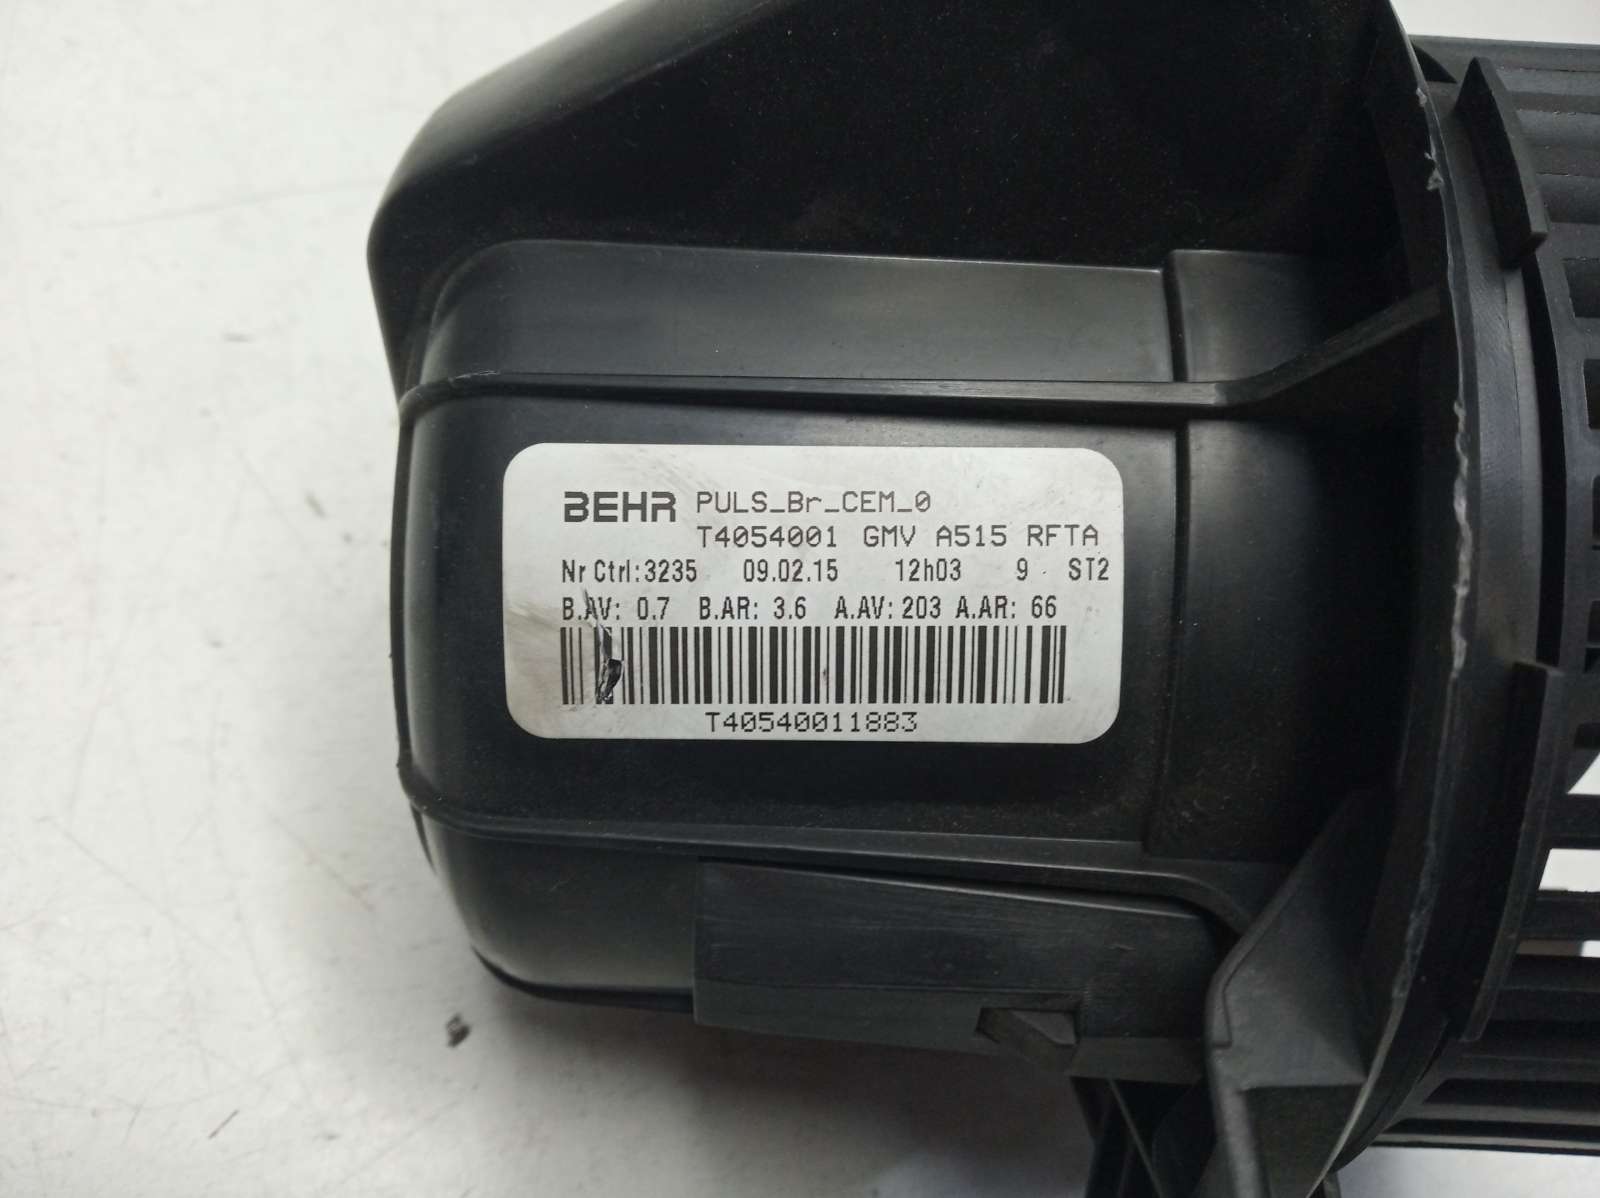 BEHR PULS_Br_CEM_0
T4054001 GMV A515 RFTA
Nr Ctrl:3235 09.02.15 12h03 9 ST2
B.AV: 0.7 B.AR: 3.6 A.AV: 203 A.AR: 66
T40540011883